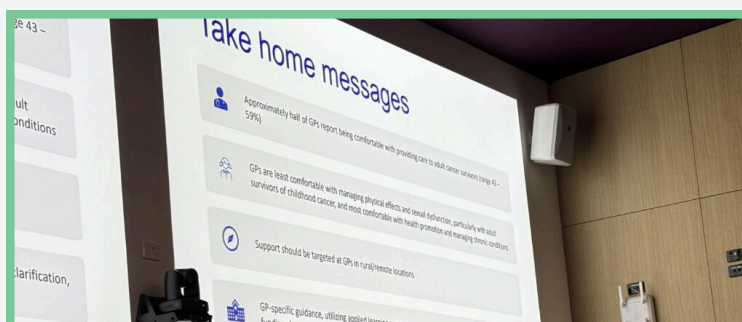 ge 43 –
ult
onditions
larification,
Take home messages
Approximately half of GPs report being comfortable with providing care to adult cancer survivors (range 43 –
59%)
GPs are least comfortable with managing physical effects and sexual dysfunction, particularly with adult
survivors of childhood cancer, and most comfortable with health promotion and managing chronic conditions
Support should be targeted at GPs in rural/remote locations
GP-specific guidance, utilizing applied